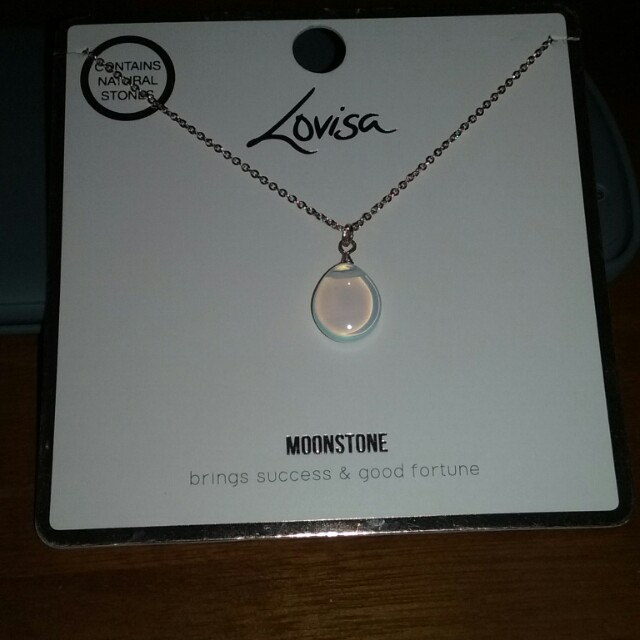 CONTAINS
NATURAL
STONES
Lovisa
MOONSTONE
brings success & good fortune